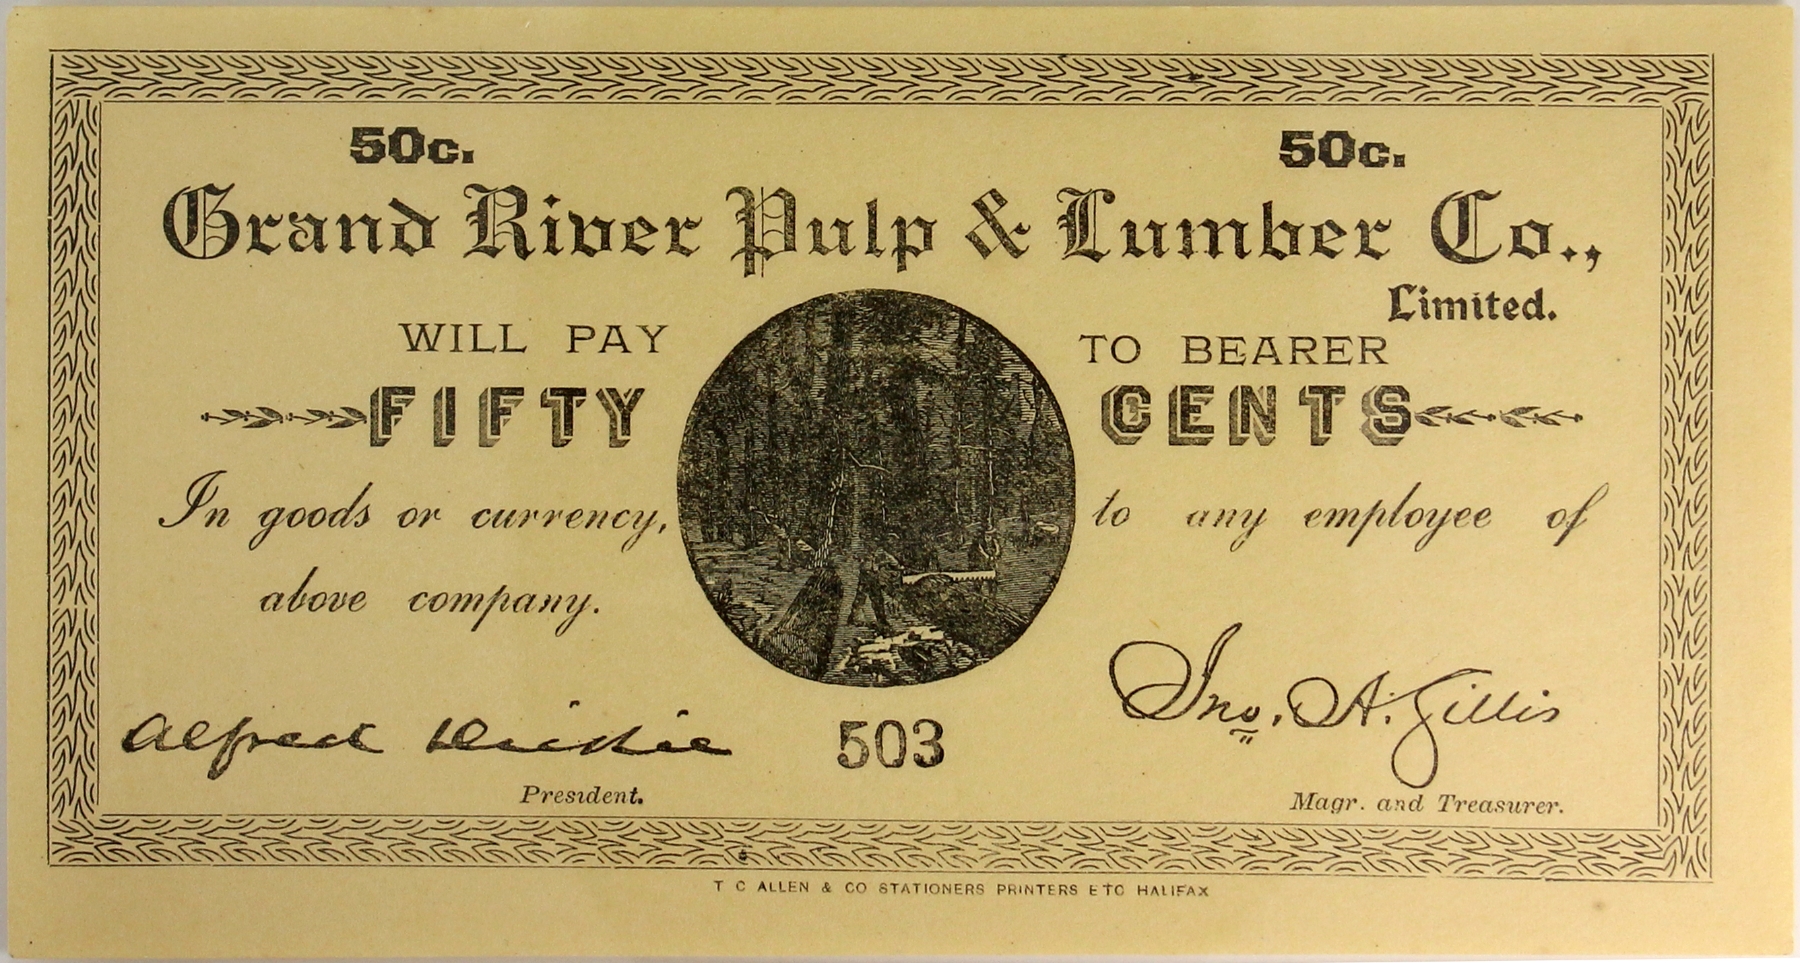 50c. 50c.
Grand River Pulp & Lumber Co.,
Limited.
WILL PAY TO BEARER
FIFTY CENTS
In goods or currency, to any employee of
above company.
Alfred Dickie Jno. A. Gillis
503
President. Magr. and Treasurer.
T C ALLEN & CO STATIONERS PRINTERS ETC HALIFAX